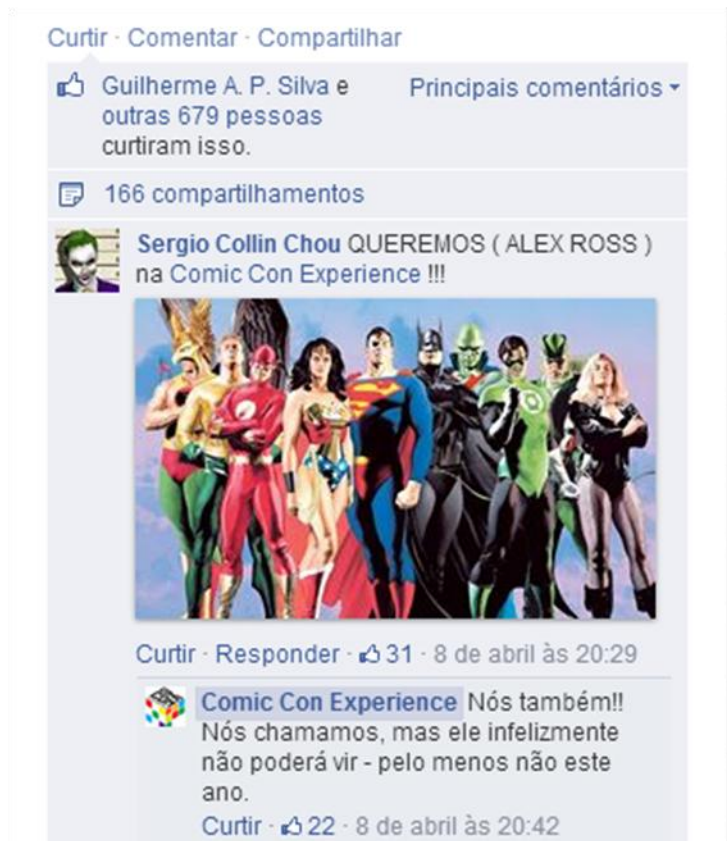 Curtir · Comentar · Compartilhar
Guilherme A. P. Silva e
outras 679 pessoas
curtiram isso.
Principais comentários
166 compartilhamentos
Sergio Collin Chou QUEREMOS ( ALEX ROSS )
na Comic Con Experience !!!
Curtir · Responder · 31 · 8 de abril às 20:29
Comic Con Experience Nós também!!
Nós chamamos, mas ele infelizmente
não poderá vir - pelo menos não este
ano.
Curtir · 22 · 8 de abril às 20:42